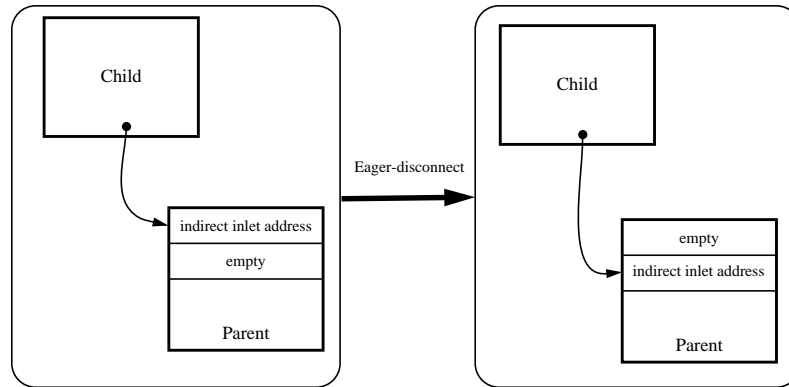 Child
indirect inlet address
empty
Parent
Eager-disconnect
Child
empty
indirect inlet address
Parent